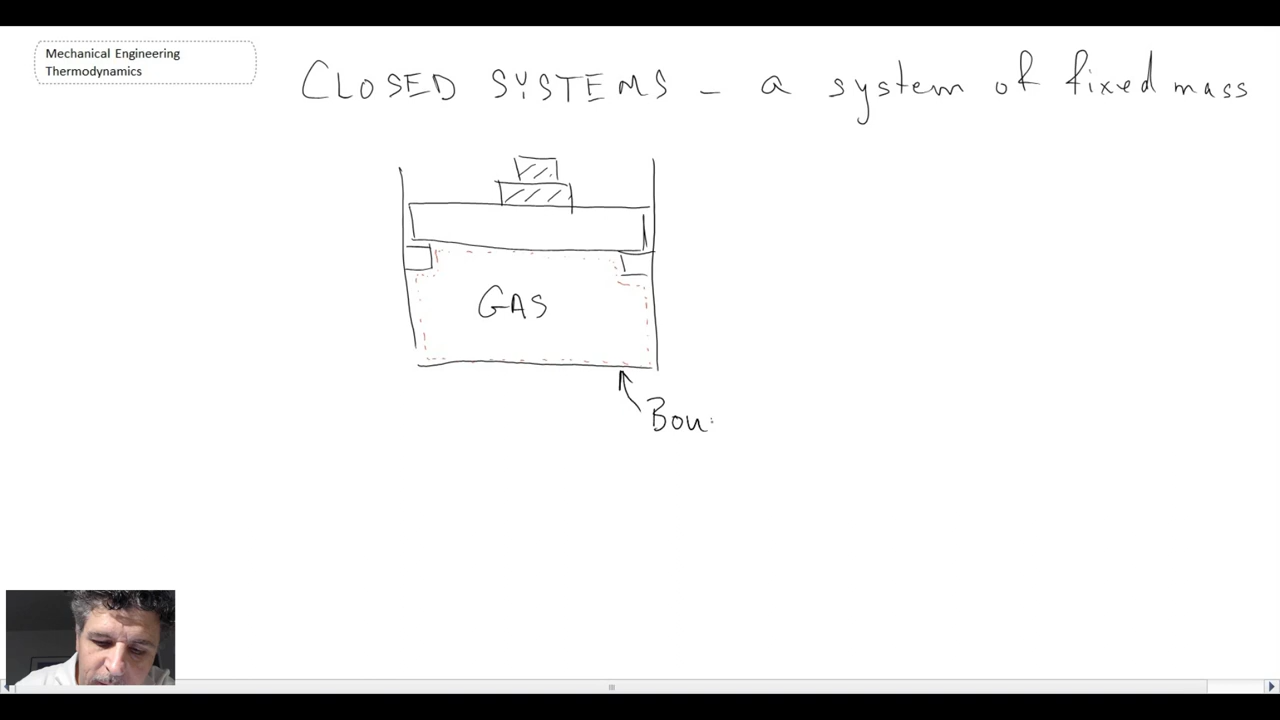 Mechanical Engineering
Thermodynamics
CLOSED SYSTEMS - a system of fixed mass
GAS
Bou